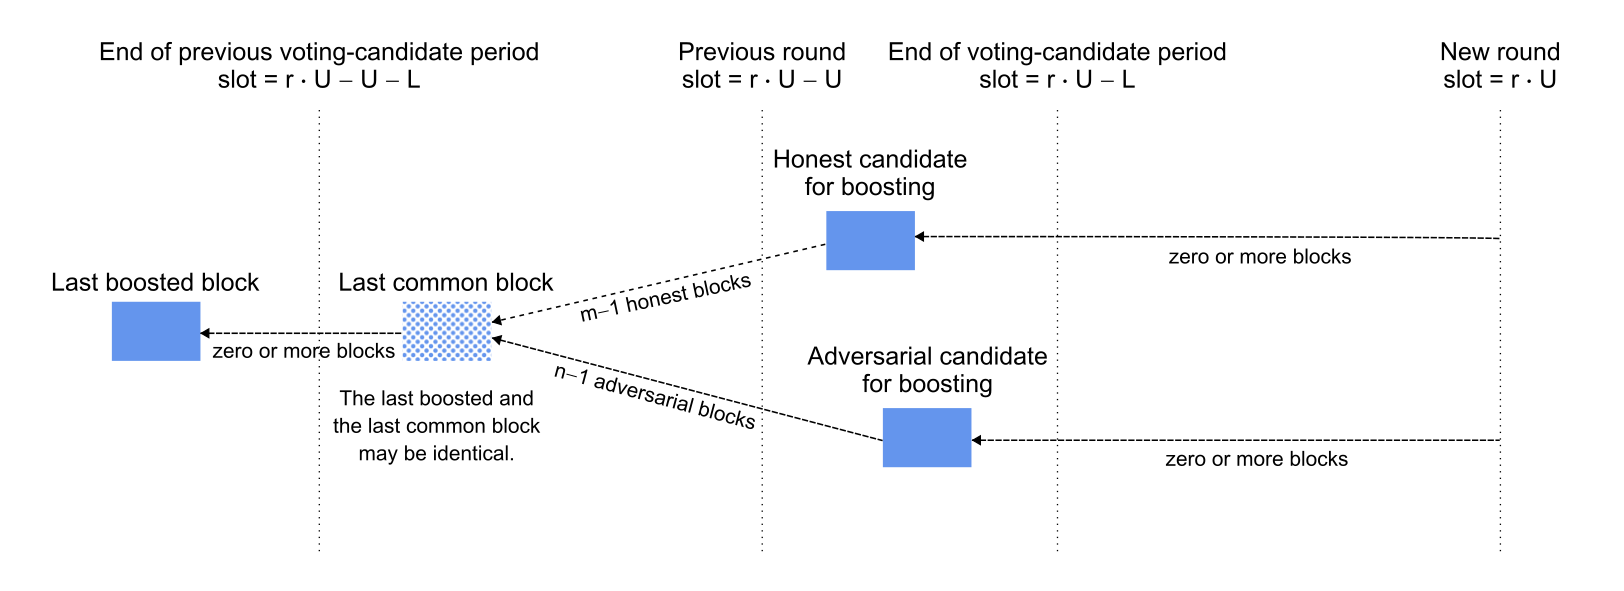 End of previous voting-candidate period
slot = r · U – U – L
Previous round
slot = r · U – U
End of voting-candidate period
slot = r · U – L
New round
slot = r · U
Honest candidate
for boosting
zero or more blocks
Last boosted block
Last common block
m–1 honest blocks
zero or more blocks
Adversarial candidate
for boosting
n–1 adversarial blocks
The last boosted and
the last common block
may be identical.
zero or more blocks